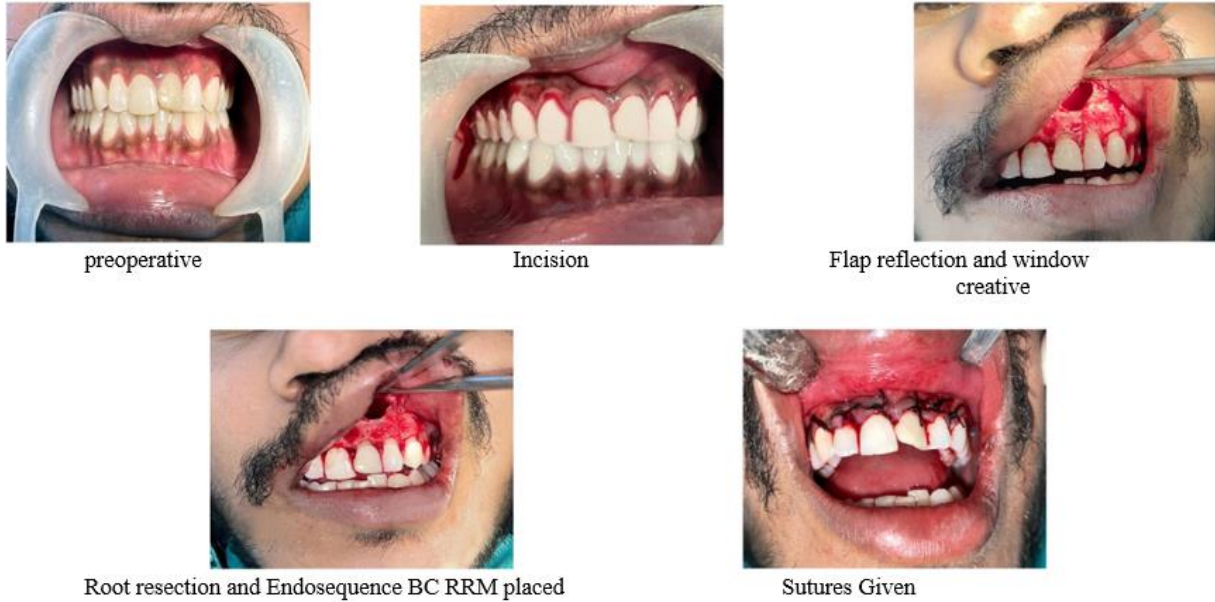 preoperative
Incision
Flap reflection and window
creative
Root resection and Endosequence BC RRM placed
Sutures Given